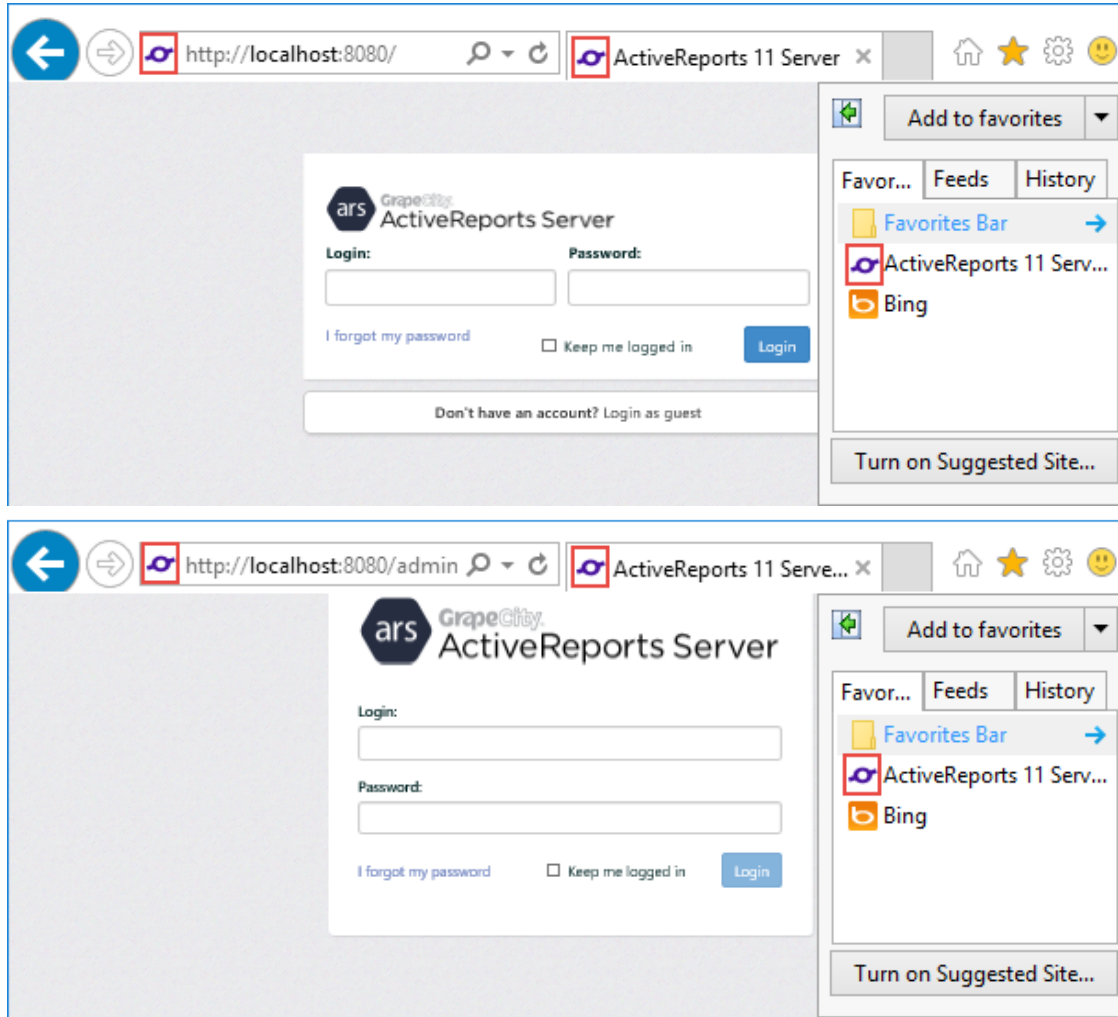 http://localhost:8080/
ActiveReports 11 Server
Add to favorites
Favor... Feeds History
Favorites Bar
ActiveReports 11 Serv...
Bing
Turn on Suggested Site...
ars GrapeCity
ActiveReports Server
Login: Password:
I forgot my password Keep me logged in Login
Don't have an account? Login as guest
http://localhost:8080/admin
ActiveReports 11 Serve...
Add to favorites
Favor... Feeds History
Favorites Bar
ActiveReports 11 Serv...
Bing
Turn on Suggested Site...
ars GrapeCity.
ActiveReports Server
Login:
Password:
I forgot my password Keep me logged in Login